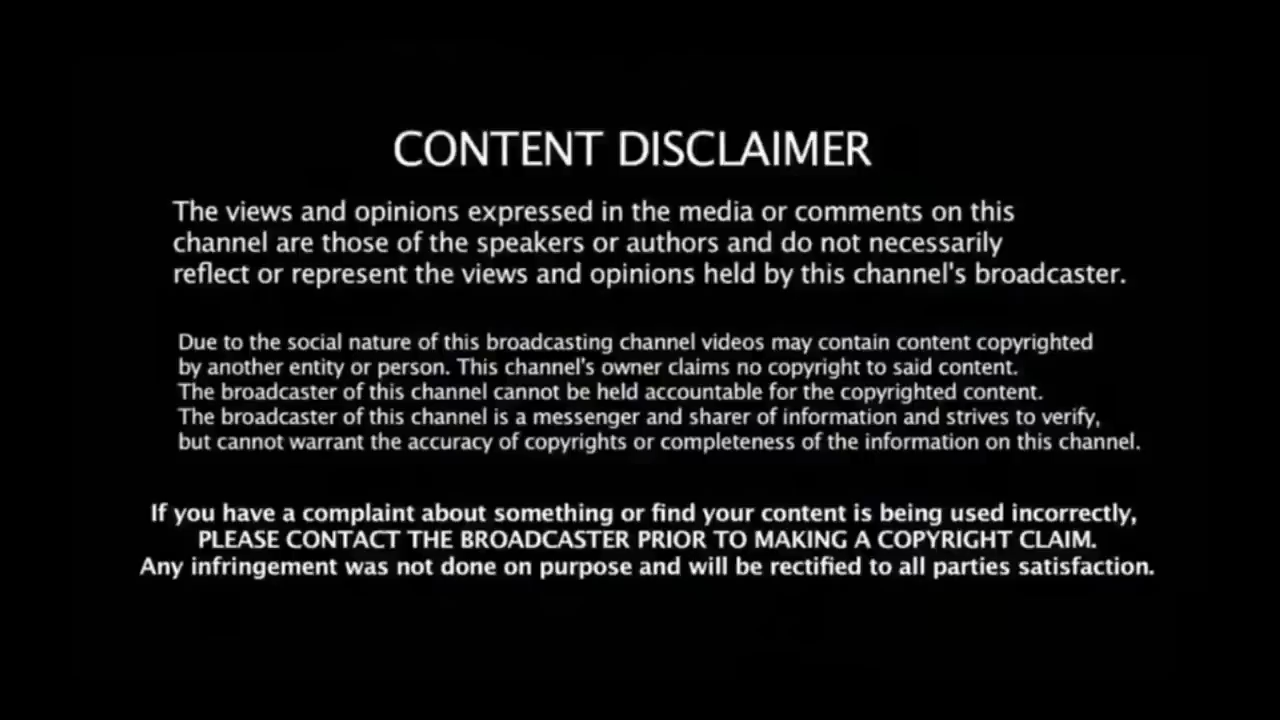 CONTENT DISCLAIMER
The views and opinions expressed in the media or comments on this
channel are those of the speakers or authors and do not necessarily
reflect or represent the views and opinions held by this channel's broadcaster.
Due to the social nature of this broadcasting channel videos may contain content copyrighted
by another entity or person. This channel's owner claims no copyright to said content.
The broadcaster of this channel cannot be held accountable for the copyrighted content.
The broadcaster of this channel is a messenger and sharer of information and strives to verify,
but cannot warrant the accuracy of copyrights or completeness of the information on this channel.
If you have a complaint about something or find your content is being used incorrectly,
PLEASE CONTACT THE BROADCASTER PRIOR TO MAKING A COPYRIGHT CLAIM.
Any infringement was not done on purpose and will be rectified to all parties satisfaction.